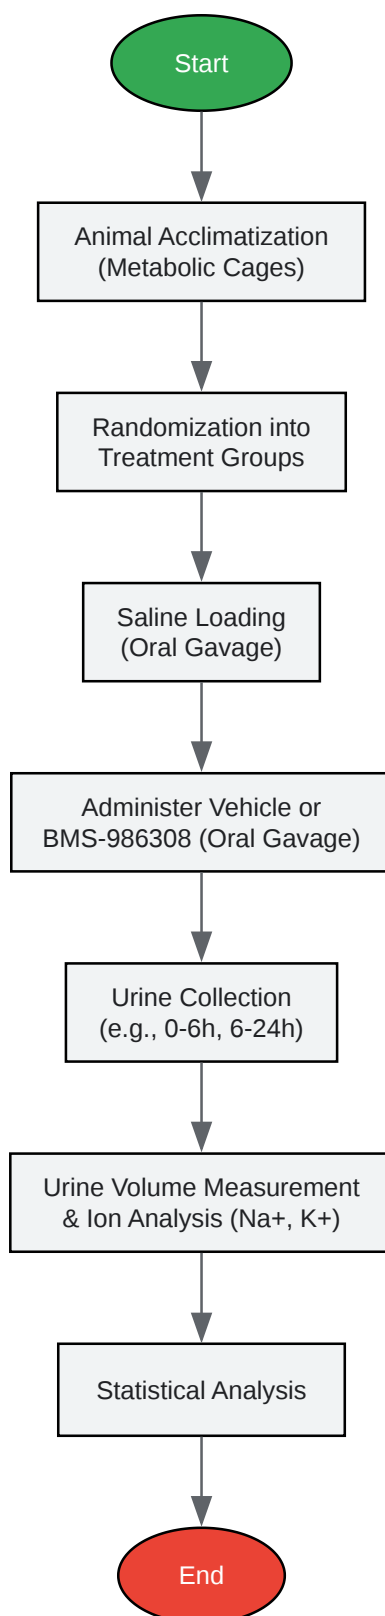 Start
Animal Acclimatization
(Metabolic Cages)
Randomization into
Treatment Groups
Saline Loading
(Oral Gavage)
Administer Vehicle or
BMS-986308 (Oral Gavage)
Urine Collection
(e.g., 0-6h, 6-24h)
Urine Volume Measurement
& Ion Analysis (Na+, K+)
Statistical Analysis
End